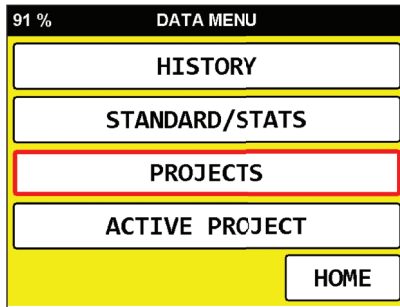 91 % DATA MENU
HISTORY
STANDARD/STATS
PROJECTS
ACTIVE PROJECT
HOME